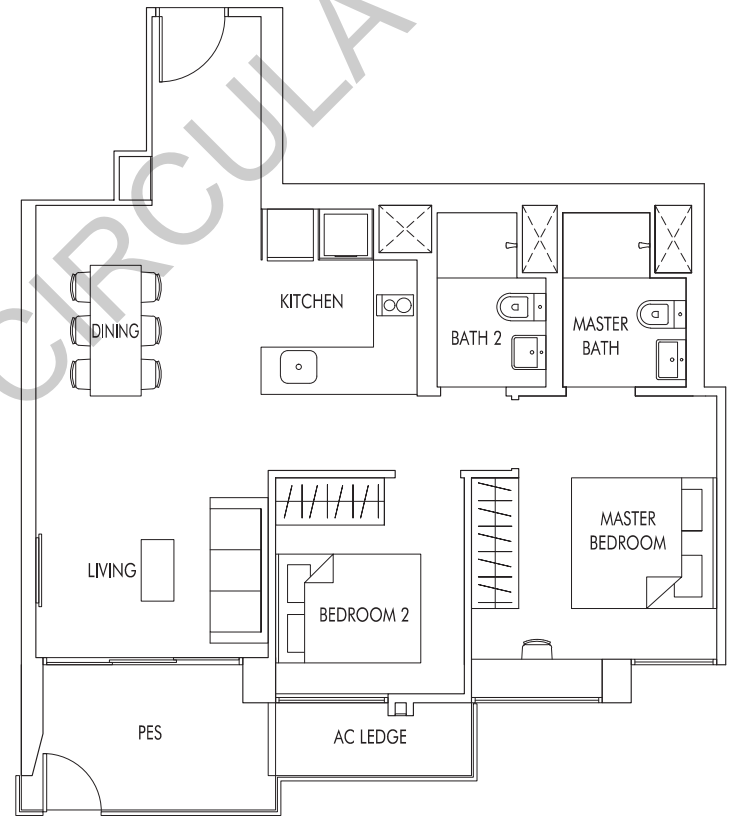 CIRCULA
KITCHEN
DINING
BATH 2
MASTER
BATH
MASTER
BEDROOM
LIVING
BEDROOM 2
PES
AC LEDGE